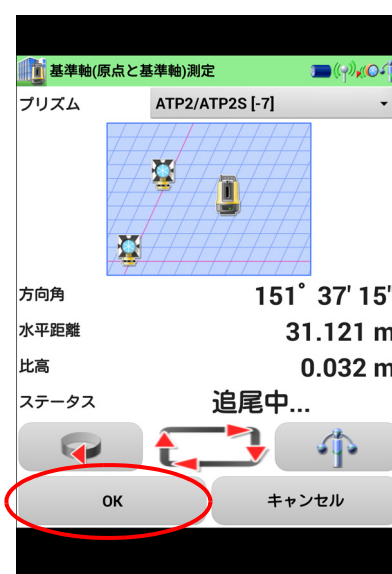 基準軸(原点と基準軸)測定
プリズム ATP2/ATP2S [-7]
方向角 151° 37' 15"
水平距離 31.121 m
比高 0.032 m
ステータス 追尾中...
OK キャンセル